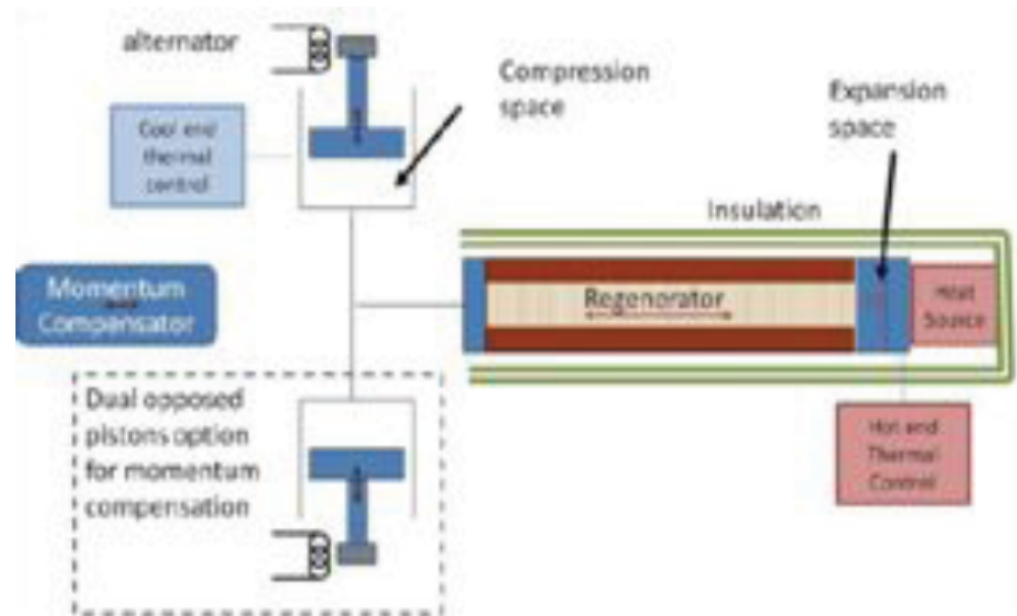 alternator
Compression
space
Expansion
space
Cool end
thermal
control
Insulation
Momentum
Compensator
Regenerator
Heat
Source
Dual opposed
pistons option
for momentum
compensation
Hot end
Thermal
Control